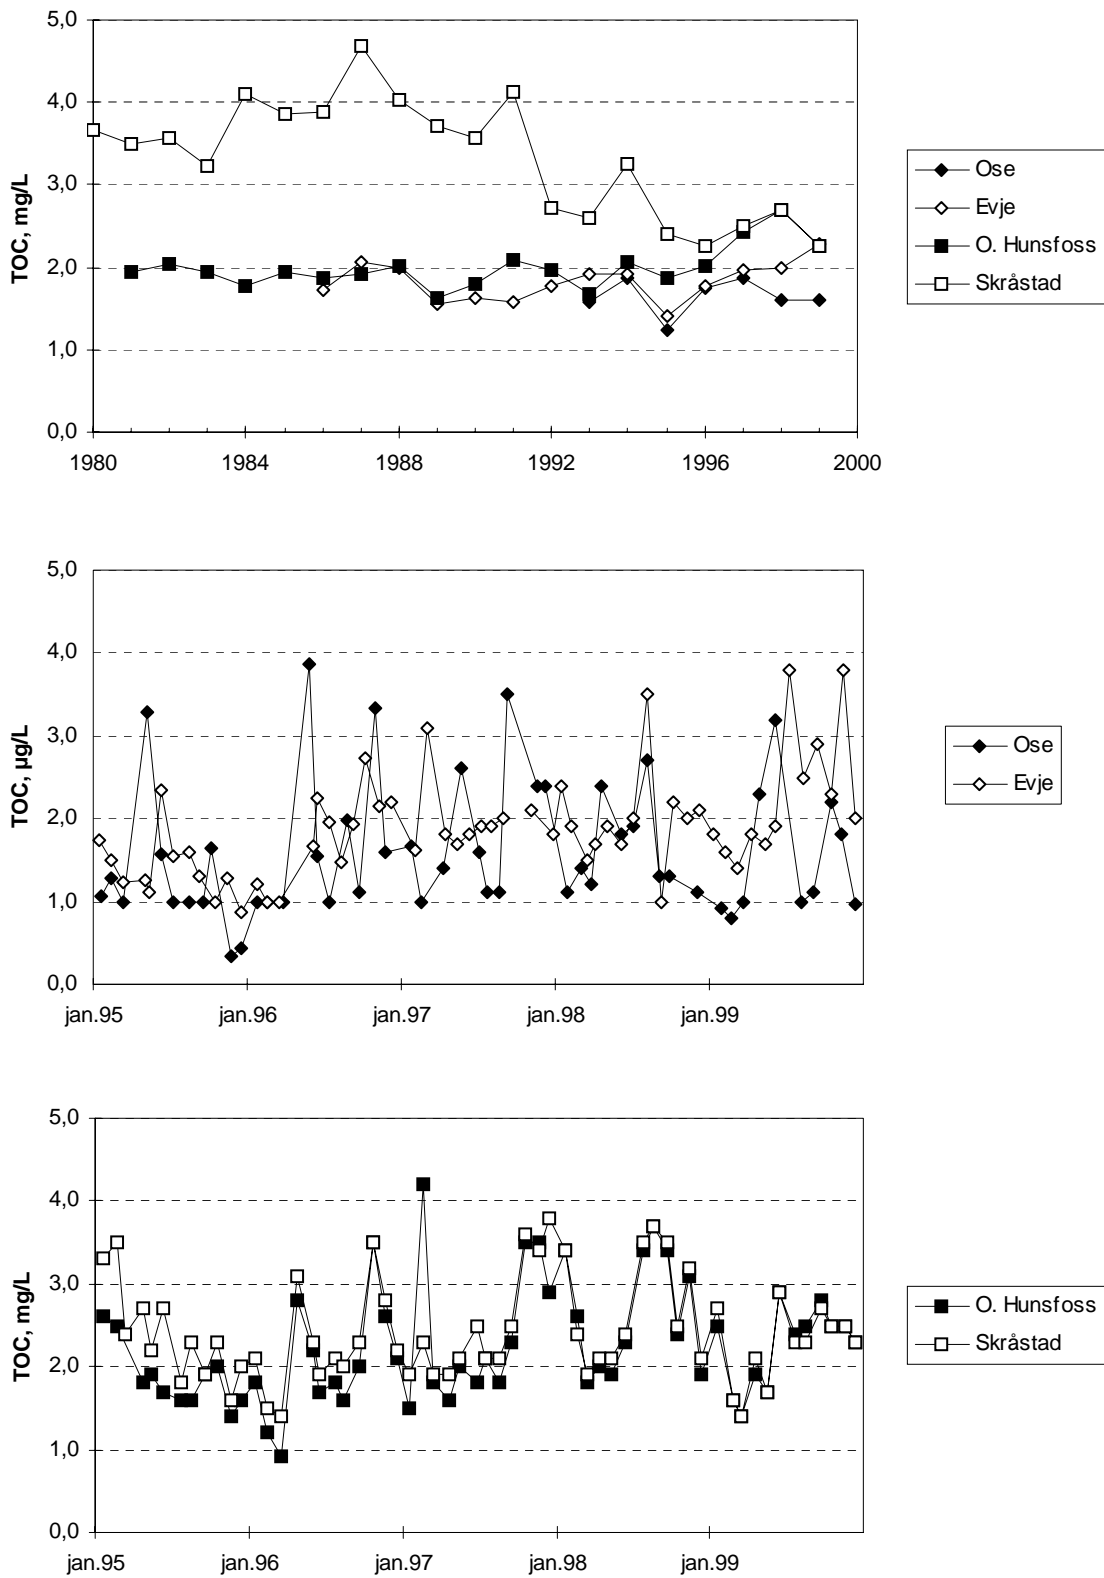 5,0
4,0
3,0
2,0
1,0
0,0
TOC, mg/L
1980 1984 1988 1992 1996 2000
Ose
Evje
O. Hunsfoss
Skråstad
5,0
4,0
3,0
2,0
1,0
0,0
TOC, µg/L
jan.95 jan.96 jan.97 jan.98 jan.99
Ose
Evje
5,0
4,0
3,0
2,0
1,0
0,0
TOC, mg/L
jan.95 jan.96 jan.97 jan.98 jan.99
O. Hunsfoss
Skråstad